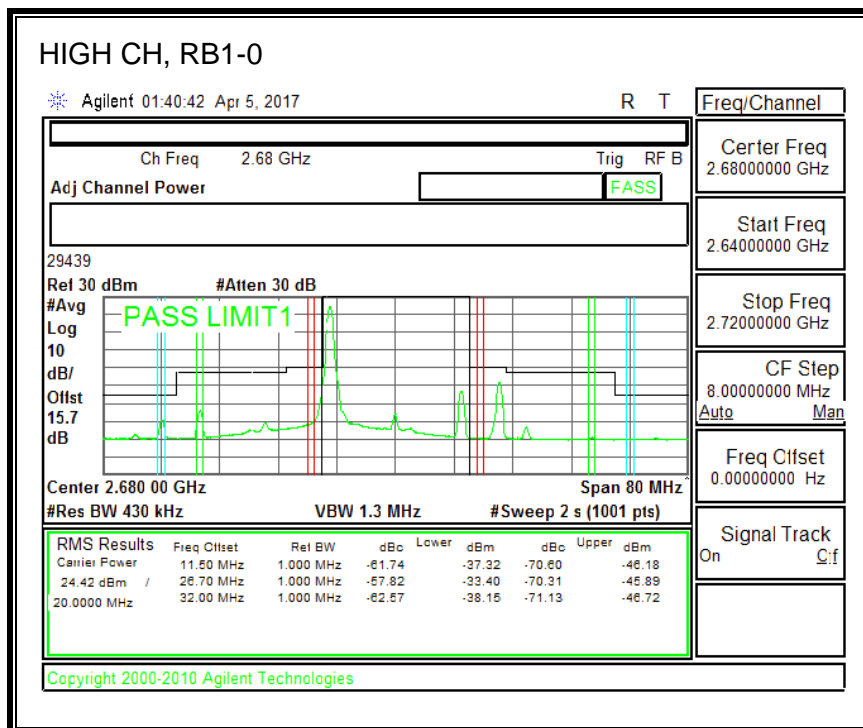 HIGH CH, RB1-0
Agilent 01:40:42 Apr 5, 2017 R T
Freq/Channel
Ch Freq 2.68 GHz Trig RF B
Adj Channel Power PASS
Center Freq
2.68000000 GHz
Start Freq
2.64000000 GHz
Stop Freq
2.72000000 GHz
CF Step
8.00000000 MHz
Auto Man
Freq Offset
0.00000000 Hz
Signal Track
On Off
29439
Ref 30 dBm #Atten 30 dB
#Avg
Log
10
dB/
Offst
15.7
dB
PASS LIMIT1
Center 2.680 00 GHz Span 80 MHz
#Res BW 430 kHz VBW 1.3 MHz #Sweep 2 s (1001 pts)
RMS Results Freq Offset Ref BW dBc Lower dBm dBc Upper dBm
Carrier Power 11.50 MHz 1.000 MHz -61.74 -37.32 -70.60 -46.18
24.42 dBm / 26.70 MHz 1.000 MHz -57.82 -33.40 -70.31 -45.89
20.0000 MHz 32.00 MHz 1.000 MHz -62.57 -38.15 -71.13 -46.72
Copyright 2000-2010 Agilent Technologies